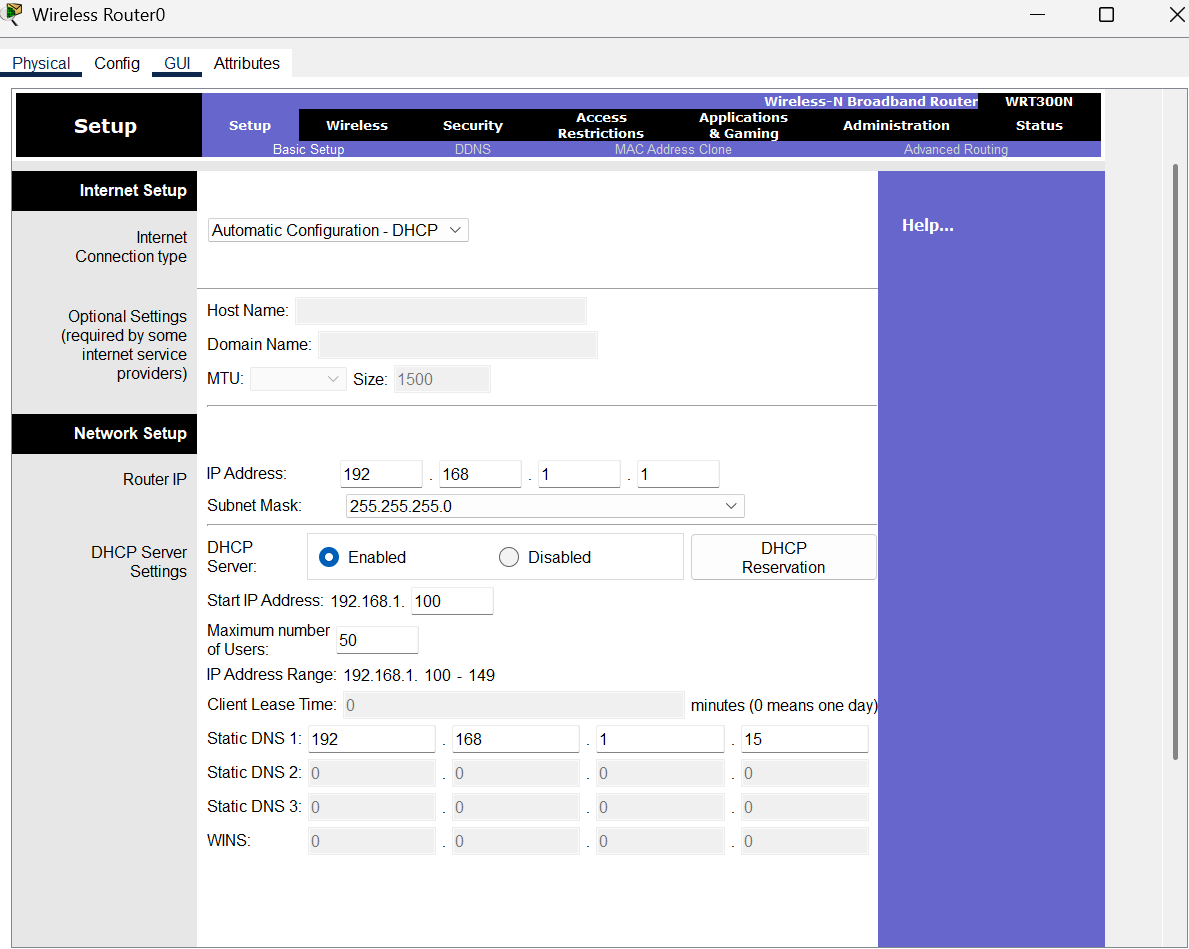 Wireless Router0
Physical Config GUI Attributes
Wireless-N Broadband Router WRT300N
Setup
Setup Wireless Security Access Restrictions Applications & Gaming Administration Status
Basic Setup DDNS MAC Address Clone Advanced Routing
Internet Setup
Internet
Connection type
Automatic Configuration - DHCP
Help...
Optional Settings
(required by some
internet service
providers)
Host Name:
Domain Name:
MTU: Size: 1500
Network Setup
Router IP
IP Address: 192 . 168 . 1 . 1
Subnet Mask: 255.255.255.0
DHCP Server
Settings
DHCP
Server: Enabled Disabled
DHCP
Reservation
Start IP Address: 192.168.1. 100
Maximum number
of Users: 50
IP Address Range: 192.168.1. 100 - 149
Client Lease Time: 0 minutes (0 means one day)
Static DNS 1: 192 . 168 . 1 . 15
Static DNS 2: 0 . 0 . 0 . 0
Static DNS 3: 0 . 0 . 0 . 0
WINS: 0 . 0 . 0 . 0